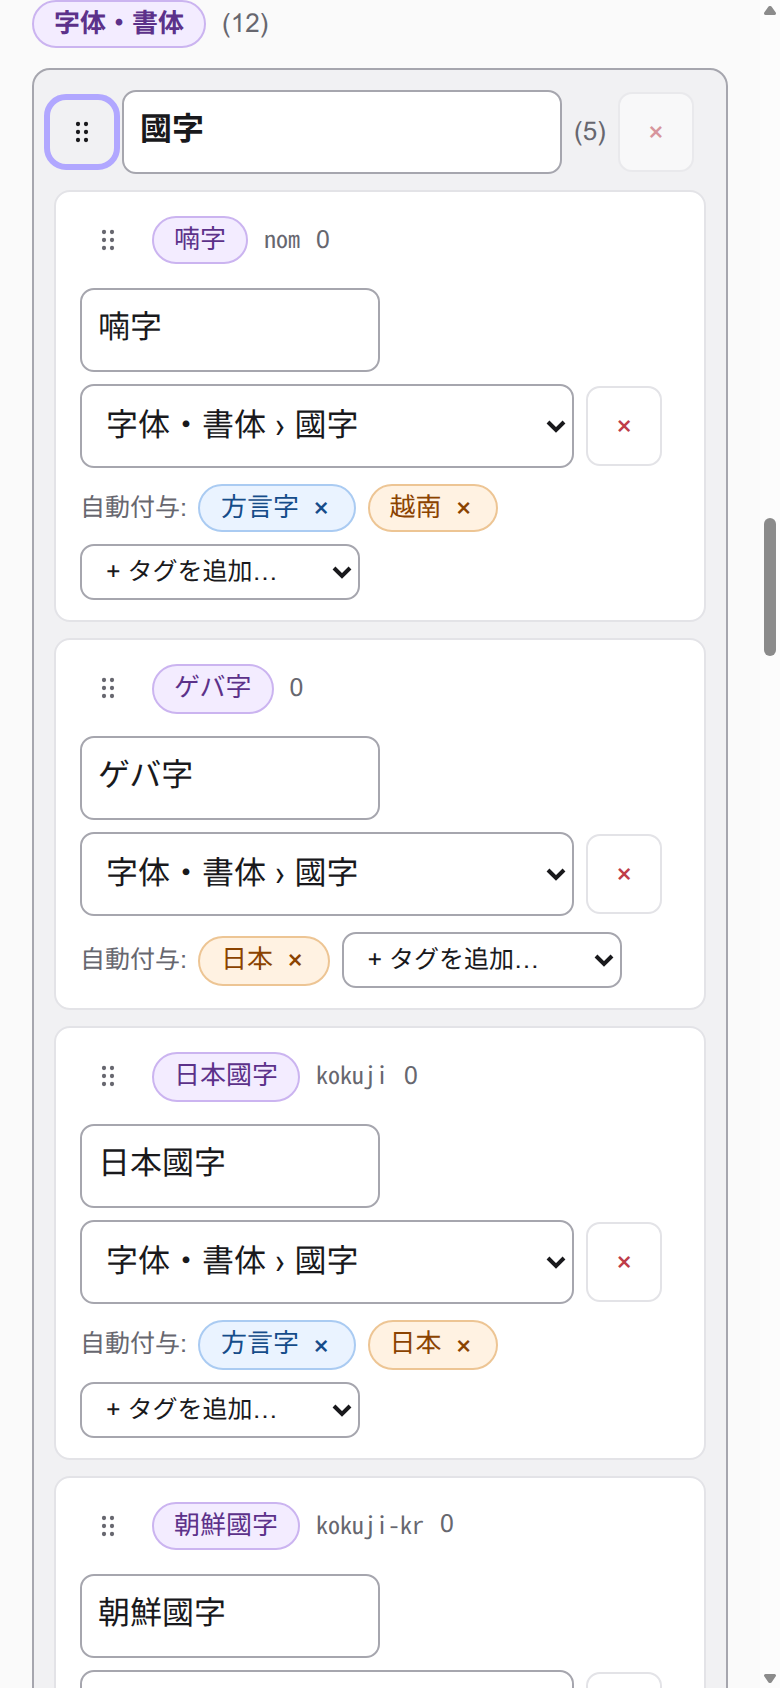 字体・書体 (12)
國字 (5) ×
喃字 nom 0
喃字
字体・書体 › 國字 ×
自動付与: 方言字 × 越南 ×
+ タグを追加…
ゲバ字 0
ゲバ字
字体・書体 › 國字 ×
自動付与: 日本 × + タグを追加…
日本國字 kokuji 0
日本國字
字体・書体 › 國字 ×
自動付与: 方言字 × 日本 ×
+ タグを追加…
朝鮮國字 kokuji-kr 0
朝鮮國字